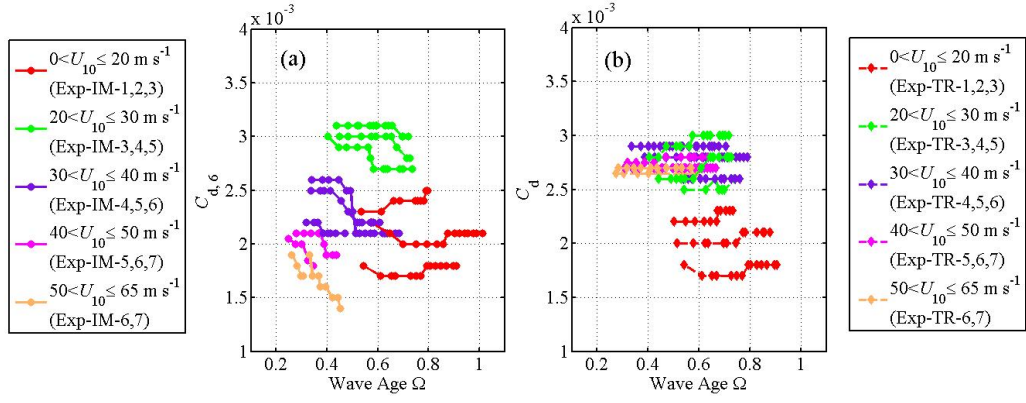 0<U10≤ 20 m s-1
(Exp-IM-1,2,3)
20<U10≤ 30 m s-1
(Exp-IM-3,4,5)
30<U10≤ 40 m s-1
(Exp-IM-4,5,6)
40<U10≤ 50 m s-1
(Exp-IM-5,6,7)
50<U10≤ 65 m s-1
(Exp-IM-6,7)
x 10-3
4
3.5
3
2.5
2
1.5
1
Cd, 6
(a)
0.2 0.4 0.6 0.8 1
Wave Age Ω
x 10-3
4
3.5
3
2.5
2
1.5
1
Cd
(b)
0.2 0.4 0.6 0.8 1
Wave Age Ω
0<U10≤ 20 m s-1
(Exp-TR-1,2,3)
20<U10≤ 30 m s-1
(Exp-TR-3,4,5)
30<U10≤ 40 m s-1
(Exp-TR-4,5,6)
40<U10≤ 50 m s-1
(Exp-TR-5,6,7)
50<U10≤ 65 m s-1
(Exp-TR-6,7)